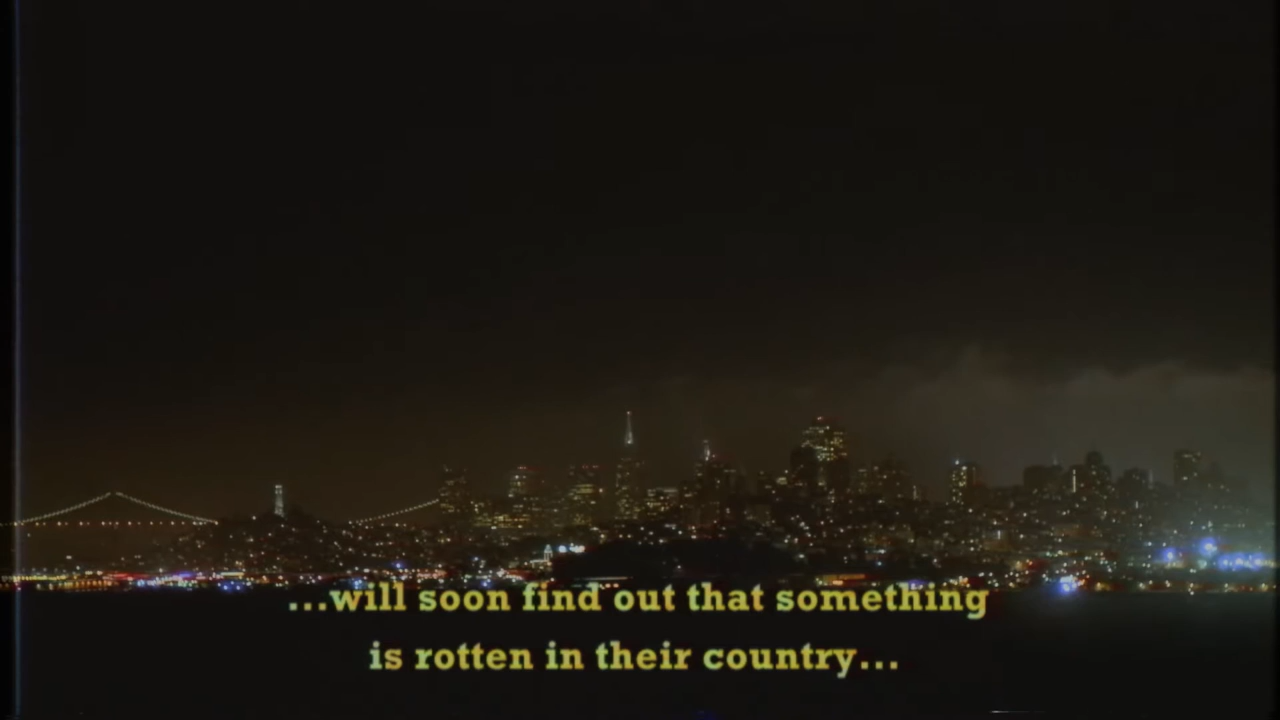 ...will soon find out that something
is rotten in their country...